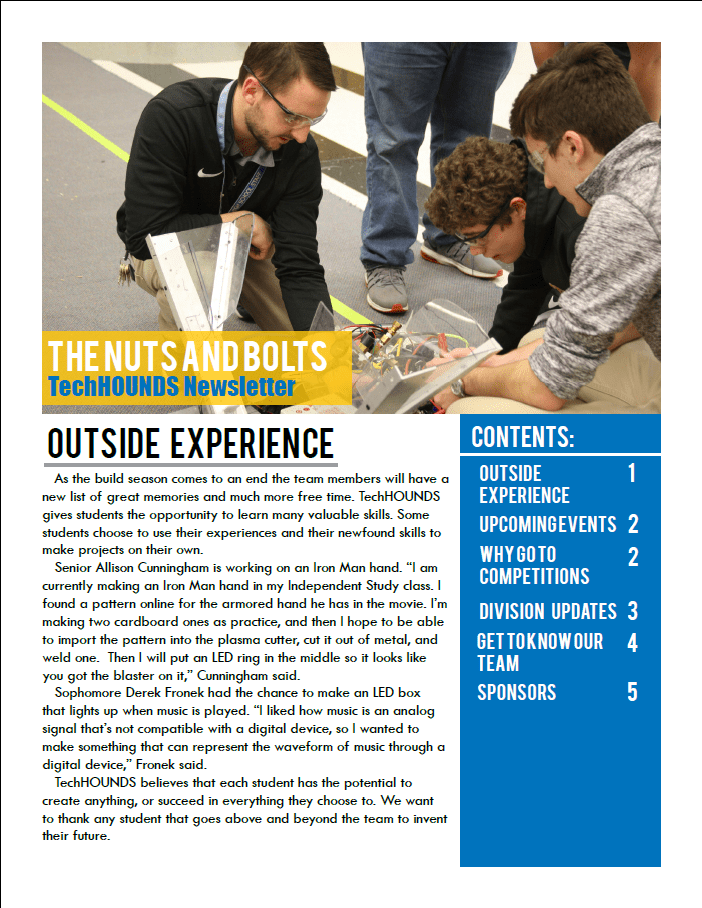 THE NUTS AND BOLTS
TechHOUNDS Newsletter
OUTSIDE EXPERIENCE
As the build season comes to an end the team members will have a
new list of great memories and much more free time. TechHOUNDS
gives students the opportunity to learn many valuable skills. Some
students choose to use their experiences and their newfound skills to
make projects on their own.
Senior Allison Cunningham is working on an Iron Man hand. “I am
currently making an Iron Man hand in my Independent Study class. I
found a pattern online for the armored hand he has in the movie. I’m
making two cardboard ones as practice, and then I hope to be able
to import the pattern into the plasma cutter, cut it out of metal, and
weld one.  Then I will put an LED ring in the middle so it looks like
you got the blaster on it,” Cunningham said.
Sophomore Derek Fronek had the chance to make an LED box
that lights up when music is played. “I liked how music is an analog
signal that’s not compatible with a digital device, so I wanted to
make something that can represent the waveform of music through a
digital device,” Fronek said.
TechHOUNDS believes that each student has the potential to
create anything, or succeed in everything they choose to. We want
to thank any student that goes above and beyond the team to invent
their future.
CONTENTS:
OUTSIDE 1
EXPERIENCE
UPCOMING EVENTS 2
WHY GO TO 2
COMPETITIONS
DIVISION UPDATES 3
GET TO KNOW OUR 4
TEAM
SPONSORS 5